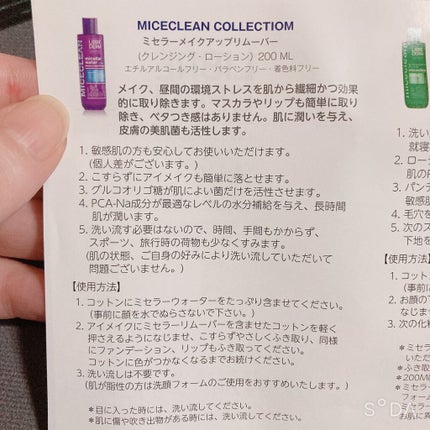 MICECLEAN COLLECTIOM
ミセラーメイクアップリムーバー
(クレンジング・ローション) 200 ML
エチルアルコールフリー・パラベンフリー・着色料フリー
MICECLEAN
メイク、昼間の環境ストレスを肌から繊細かつ効果
的に取り除きます。マスカラやリップも簡単に取り
除き、ベタつき感はありません。肌に潤いを与え、
皮膚の美肌菌も活性します。
1. 敏感肌の方も安心してお使いいただけます。
(個人差がございます。)
2. こすらずにアイメイクも簡単に落とせます。
3. グルコオリゴ糖が肌によい菌だけを活性させます。
4. PCA-Na成分が最適なレベルの水分補給を与え、長時間
肌が潤います。
5. 洗い流す必要はないので、時間、手間もかからず、
スポーツ、旅行時の荷物も少なくすみます。
(肌の状態、ご自身の好みにより洗い流していただいて
問題ございません。)
【使用方法】
1. コットンにミセラーウォーターをたっぷり含ませてください。
(事前に顔を水でぬらさないで下さい。)
2. アイメイクにミセラーリムーバーを含ませたコットンを軽く
押さえるようになじませ、こすらずやさしくふき取り、同様
にファンデーション、リップもふき取ってください。
コットンに色がつかなくなるまでお続けください。
3. 洗い流しは不要です。
(肌が脂性の方は洗顔フォームのご使用をおすすめいたします。)
*目に入った時には、洗い流してください。
*肌に傷や吹き出物がある場合には、洗い流してください。
1. 洗い
就寝
2. ロー
肌の
3. パン
敏感
4. 毛穴を
5. 次のス
下地を
【使用方法】
1. コット
(事前
2. お顔の
なじませ
3. 次の化粧
*ミセ
いただ
*ふき取
*200M
*ミセラー